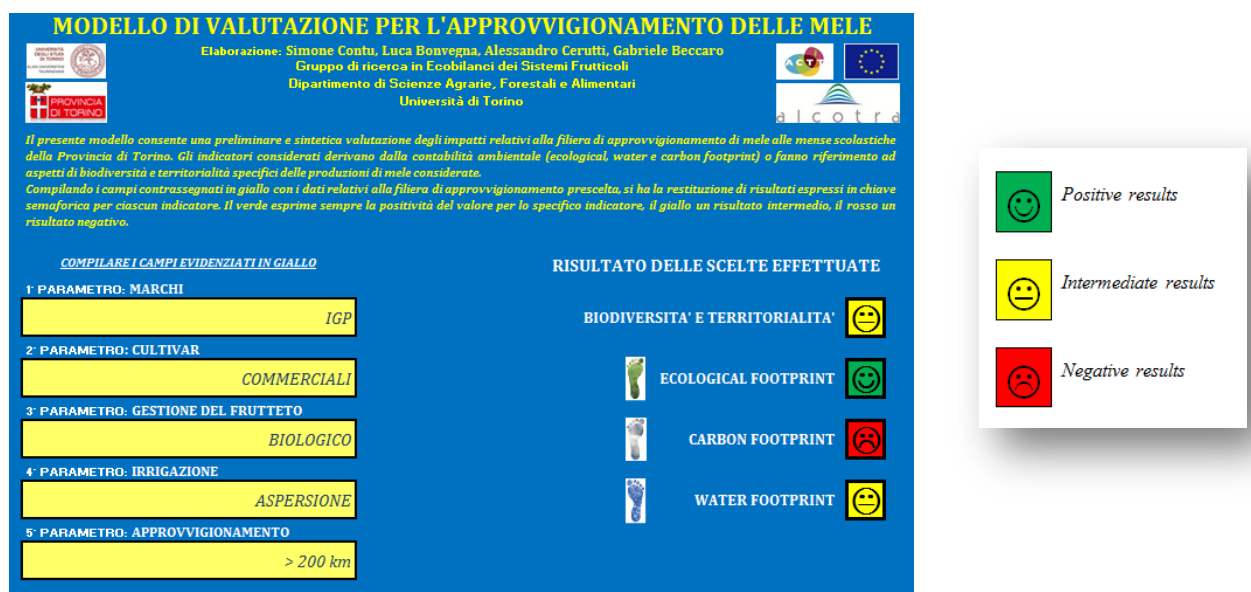 MODELLO DI VALUTAZIONE PER L'APPROVVIGIONAMENTO DELLE MELE
Elaborazione: Simone Contu, Luca Bonvegna, Alessandro Cerutti, Gabriele Beccaro
Gruppo di ricerca in Ecobilanci dei Sistemi Frutticoli
Dipartimento di Scienze Agrarie, Forestali e Alimentari
Università di Torino
UNIVERSITÀ
DEGLI STUDI
DI TORINO
PROVINCIA
DI TORINO
ACTT
alcotra
Il presente modello consente una preliminare e sintetica valutazione degli impatti relativi alla filiera di approvvigionamento di mele alle mense scolastiche
della Provincia di Torino. Gli indicatori considerati derivano dalla contabilità ambientale (ecological, water e carbon footprint) o fanno riferimento ad
aspetti di biodiversità e territorialità specifici delle produzioni di mele considerate.
Compilando i campi contrassegnati in giallo con i dati relativi alla filiera di approvvigionamento prescelta, si ha la restituzione di risultati espressi in chiave
semaforica per ciascun indicatore. Il verde esprime sempre la positività del valore per lo specifico indicatore, il giallo un risultato intermedio, il rosso un
risultato negativo.
COMPILARE I CAMPI EVIDENZIATI IN GIALLO
1° PARAMETRO: MARCHI
IGP
2° PARAMETRO: CULTIVAR
COMMERCIALI
3° PARAMETRO: GESTIONE DEL FRUTTETO
BIOLOGICO
4° PARAMETRO: IRRIGAZIONE
ASPERSIONE
5° PARAMETRO: APPROVVIGIONAMENTO
> 200 km
RISULTATO DELLE SCELTE EFFETTUATE
BIODIVERSITA' E TERRITORIALITA'
ECOLOGICAL FOOTPRINT
CARBON FOOTPRINT
WATER FOOTPRINT
Positive results
Intermediate results
Negative results